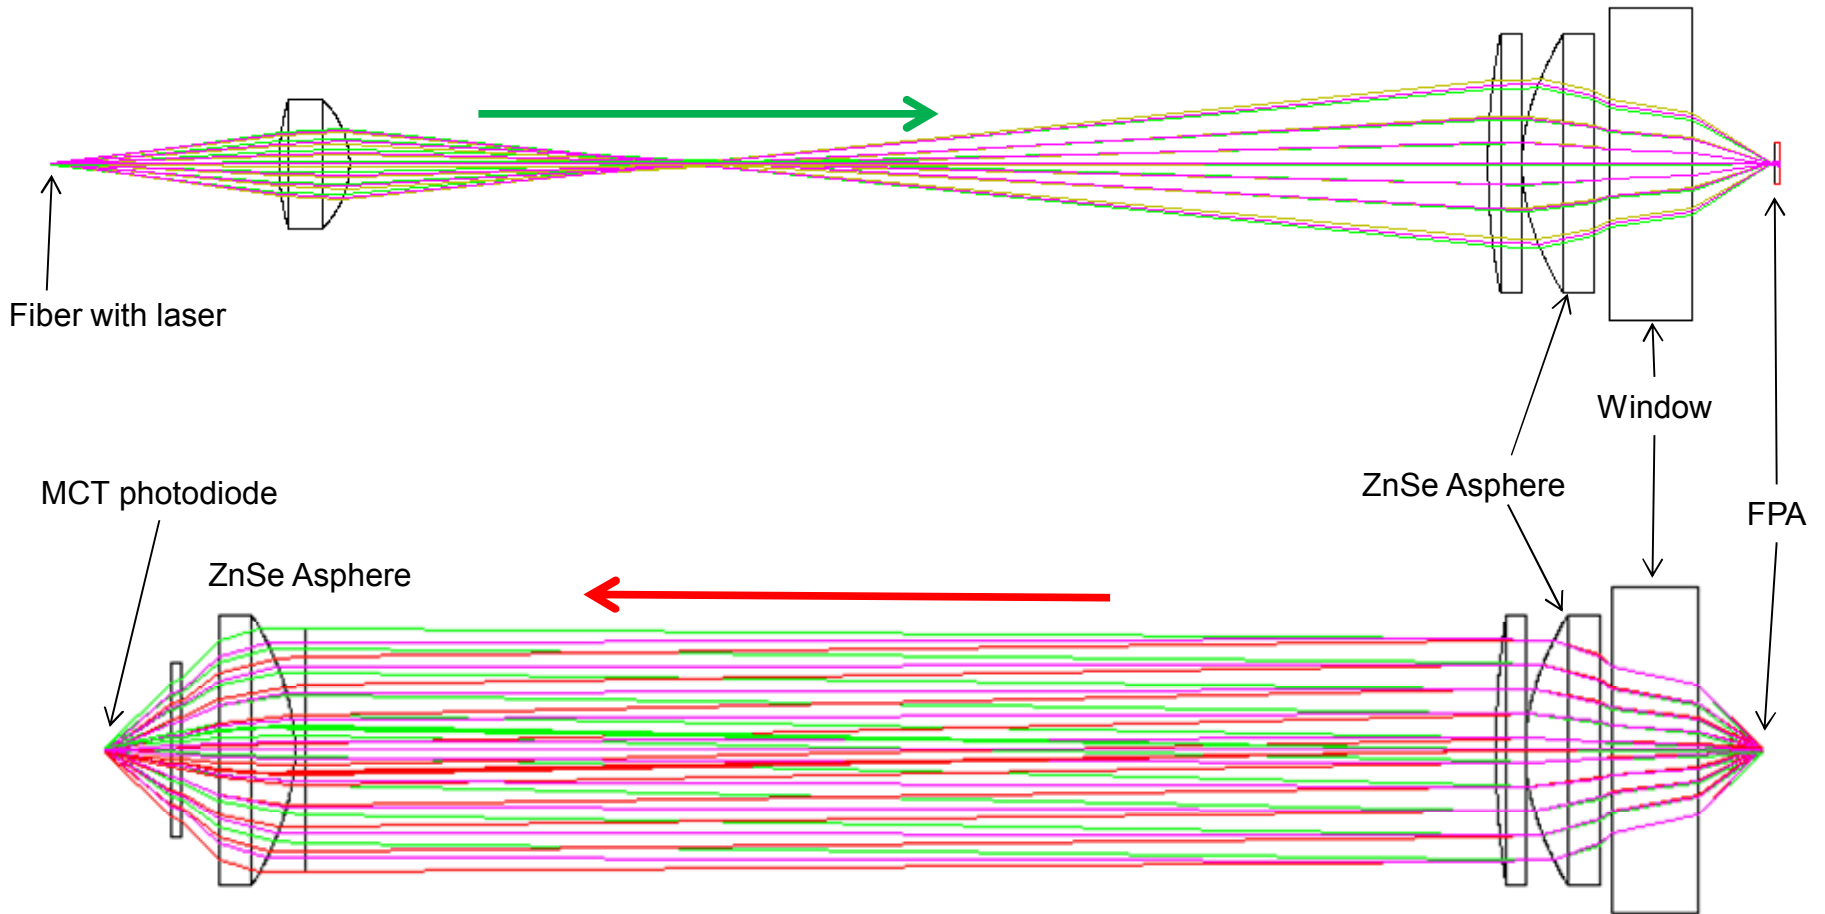 Fiber with laser
Window
ZnSe Asphere
MCT photodiode
FPA
ZnSe Asphere